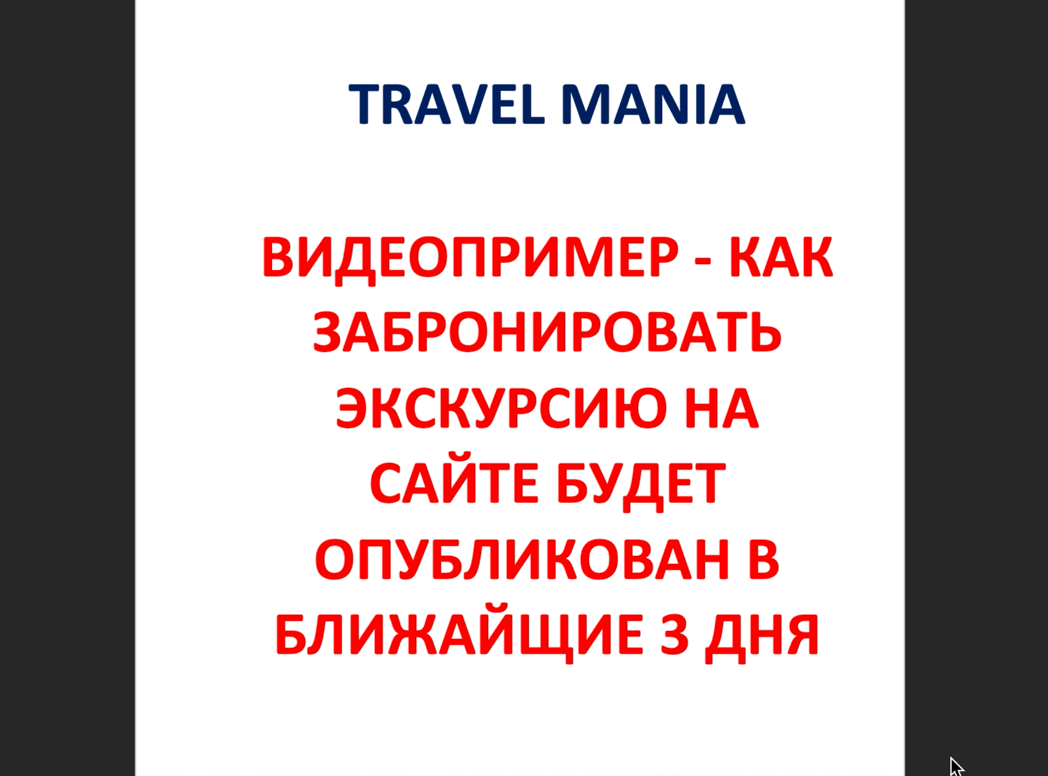 TRAVEL MANIA
ВИДЕОПРИМЕР - КАК
ЗАБРОНИРОВАТЬ
ЭКСКУРСИЮ НА
САЙТЕ БУДЕТ
ОПУБЛИКОВАН В
БЛИЖАЙЩИЕ 3 ДНЯ